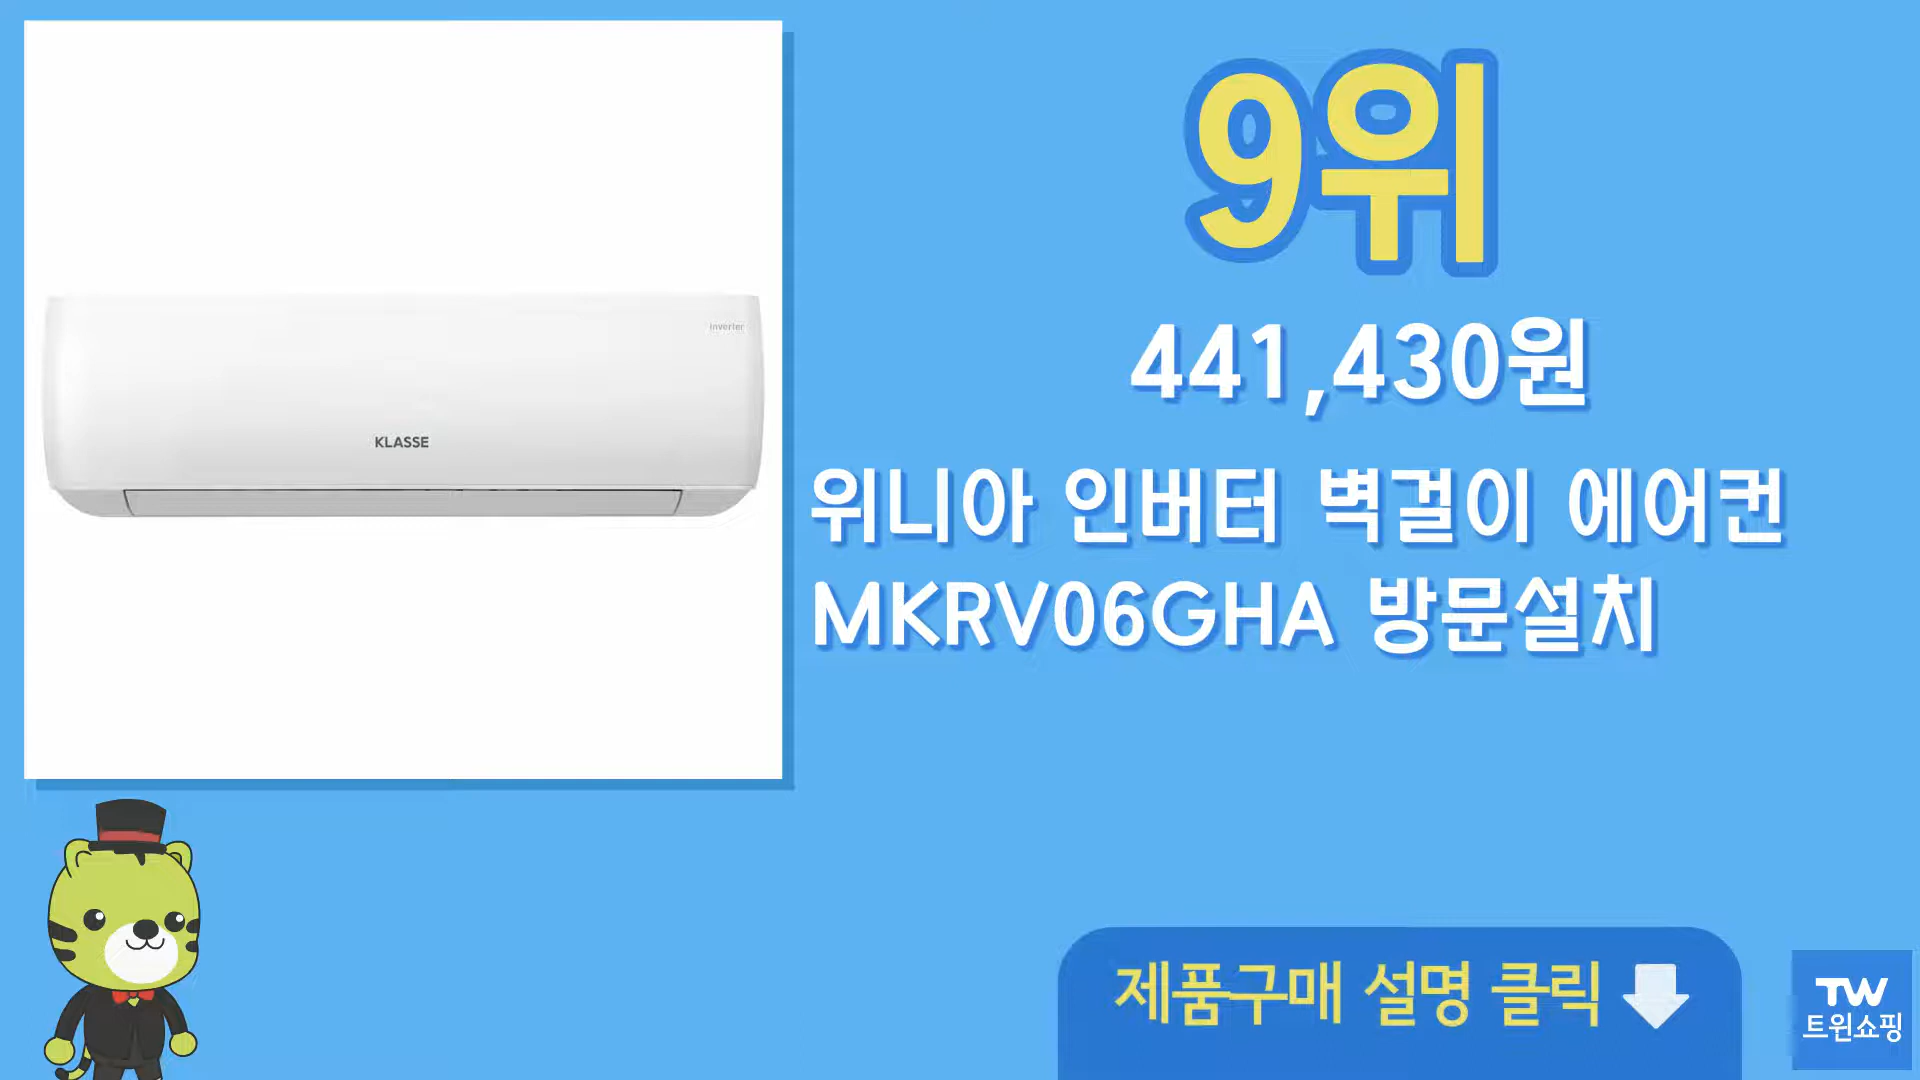 9위
441,430원
Inverter
KLASSE
위니아 인버터 벽걸이 에어컨
MKRV06GHA 방문설치
제품구매 설명 클릭
TW
트윈쇼핑